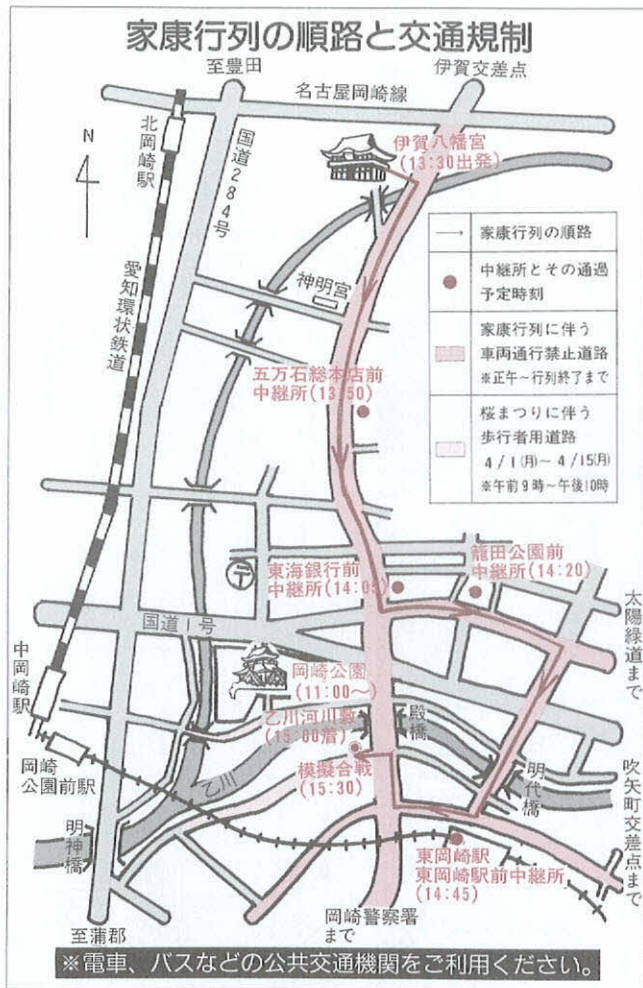 家康行列の順路と交通規制
至豊田
伊賀交差点
名古屋岡崎線
北岡崎駅
国道284号
N
伊賀八幡宮
(13:30出発)
愛知環状鉄道
神明宮
家康行列の順路
中継所とその通過
予定時刻
家康行列に伴う
車両通行禁止道路
※正午~行列終了まで
桜まつりに伴う
歩行者用道路
4/1(月)~4/15(月)
※午前9時~午後10時
五万石総本店前
中継所(13:50)
東海銀行前
中継所(14:05)
籠田公園前
中継所(14:20)
国道1号
太陽緑道まで
中岡崎駅
岡崎公園
(11:00~)
乙川河川敷
(15:00着)
殿橋
岡崎
公園前駅
乙川
模擬合戦
(15:30)
明代橋
吹矢町交差点まで
明神橋
東岡崎駅
東岡崎駅前中継所
(14:45)
至蒲郡
岡崎警察署
まで
※電車、バスなどの公共交通機関をご利用ください。